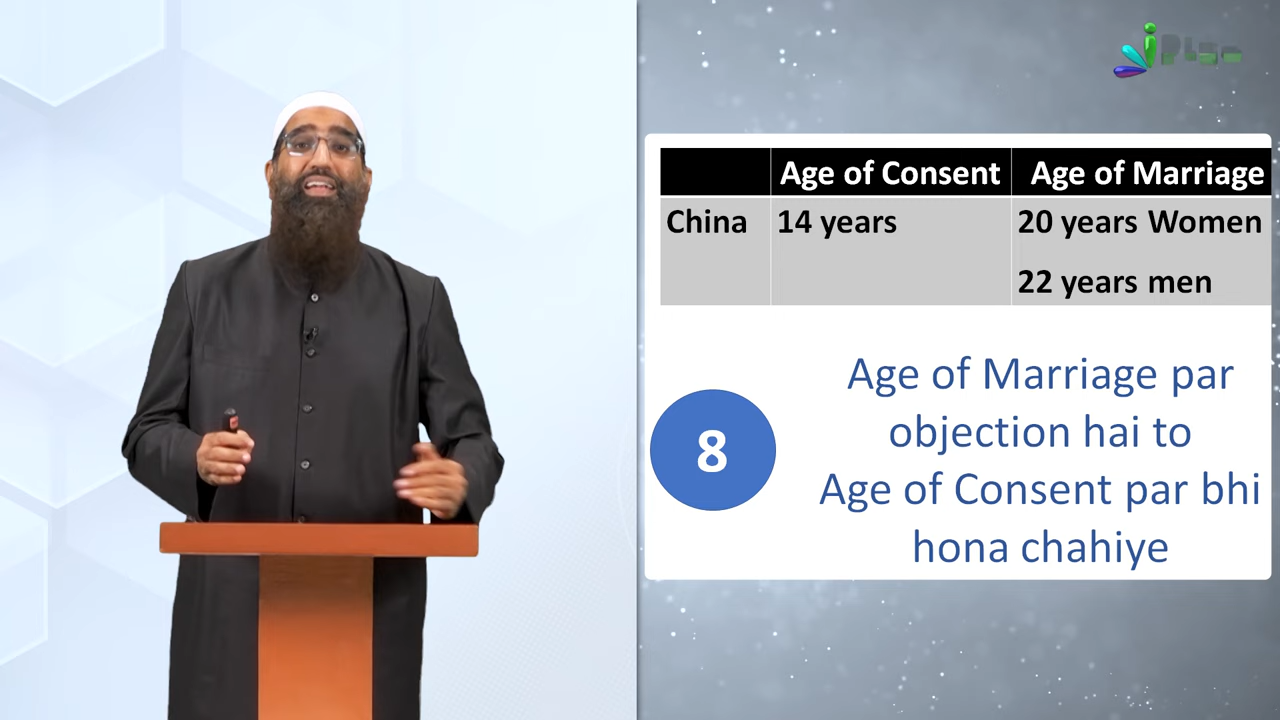 Age of Consent Age of Marriage
China 14 years 20 years Women
22 years men
8
Age of Marriage par
objection hai to
Age of Consent par bhi
hona chahiye